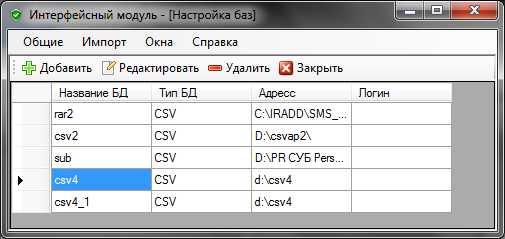 Интерфейсный модуль - [Настройка баз]
Общие Импорт Окна Справка
Добавить Редактировать Удалить Закрыть
Название БД Тип БД Адресс Логин
rar2 CSV C:\IRADD\SMS_...
csv2 CSV D:\csvap2\
sub CSV D:\PR СУБ Pers...
csv4 CSV d:\csv4
csv4_1 CSV d:\csv4